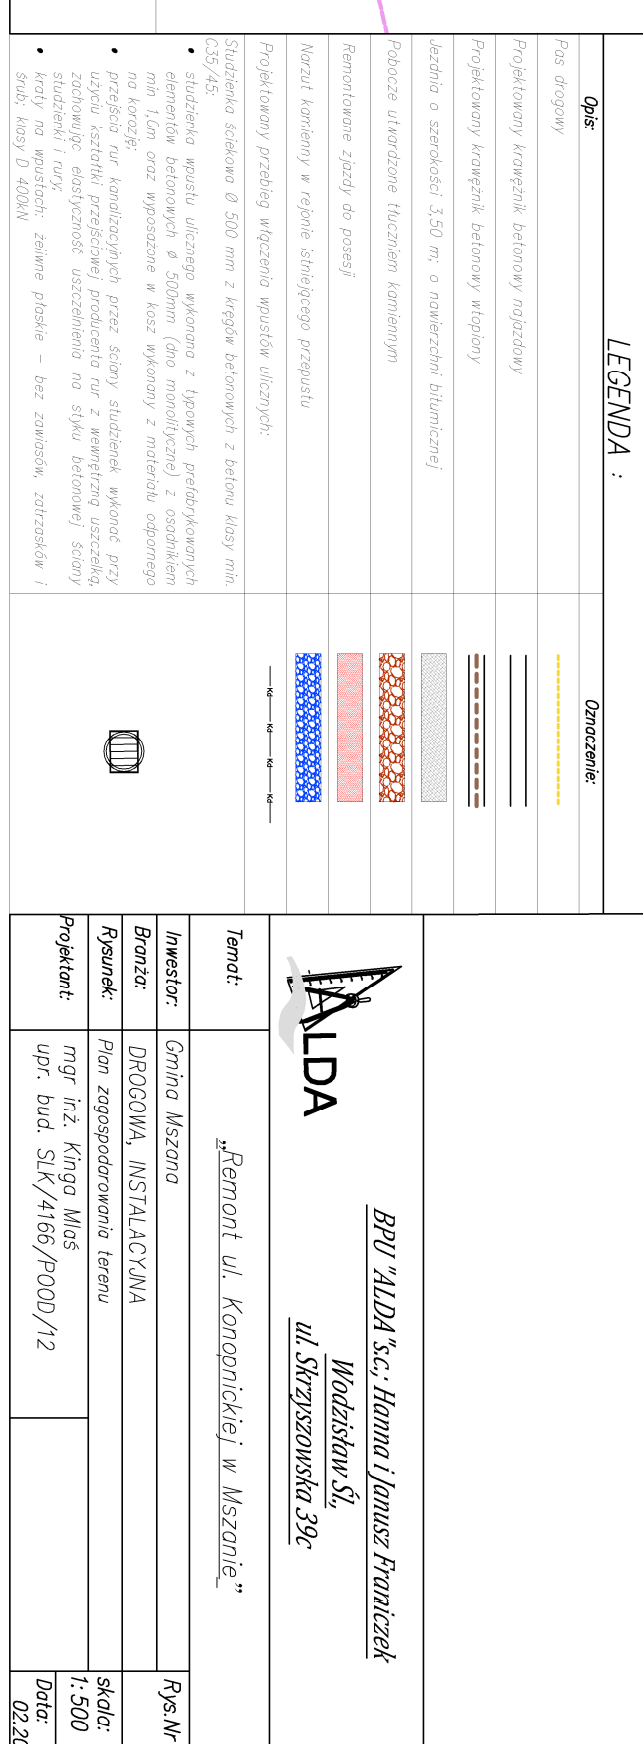 LEGENDA :
Opis:
Oznaczenie:
Pas drogowy
Projektowany krawężnik betonowy najazdowy
Projektowany krawężnik betonowy wtopiony
Jezdnia o szerokości 3,50 m; o nawierzchni bitumicznej
Pobocze utwardzone tłuczniem kamiennym
Remontowane zjazdy do posesji
Narzut kamienny w rejonie istniejącego przepustu
Projektowany przebieg włączenia wpustów ulicznych:
Kd Kd Kd Kd
Studzienka ściekowa Ø 500 mm z kręgów betonowych z betonu klasy min.
C35/45:
• studzienka wpustu ulicznego wykonana z typowych prefabrykowanych
elementów betonowych Ø 500mm (dno monolityczne) z osadnikiem
min 1,0m oraz wyposażone w kosz wykonany z materiału odpornego
na korozję;
• przejścia rur kanalizacyjnych przez ściany studzienek wykonać przy
użyciu kształtki przejściowej producenta rur z wewnętrzną uszczelką,
zachowując elastyczność uszczelnienia na styku betonowej ściany
studzienki i rury;
• kraty na wpustach: żeliwne płaskie – bez zawiasów, zatrzasków i
śrub; klasy D 400kN
ALDA
BPU "ALDA"s.c.; Hanna i Janusz Franiczek
Wodzisław Śl,
ul. Skrzyszowska 39c
Temat:
„Remont ul. Konopnickiej w Mszanie”
Inwestor:
Gmina Mszana
Rys.Nr
Branża:
DROGOWA, INSTALACYJNA
Rysunek:
Plan zagospodarowania terenu
skala:
1: 500
Projektant:
mgr inż. Kinga Mlaś
upr. bud. SLK/4166/POOD/12
Data:
02.20